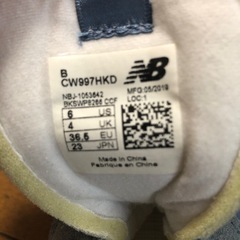 B
CW997HKD
NB
NBJ-1053642
MFG:05/2019
BKSWP8266 CCF
LOC:1
6 US
4 UK
36.5 EU
23 JPN
Made in China
Fabriqué en Chine